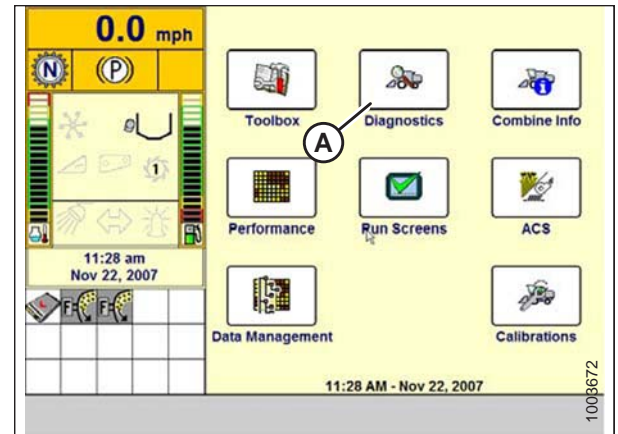 0.0 mph
N
(P)
1
11:28 am
Nov 22, 2007
F
F
Toolbox
Diagnostics
Combine Info
A
Performance
Run Screens
ACS
Data Management
Calibrations
11:28 AM - Nov 22, 2007
1003672